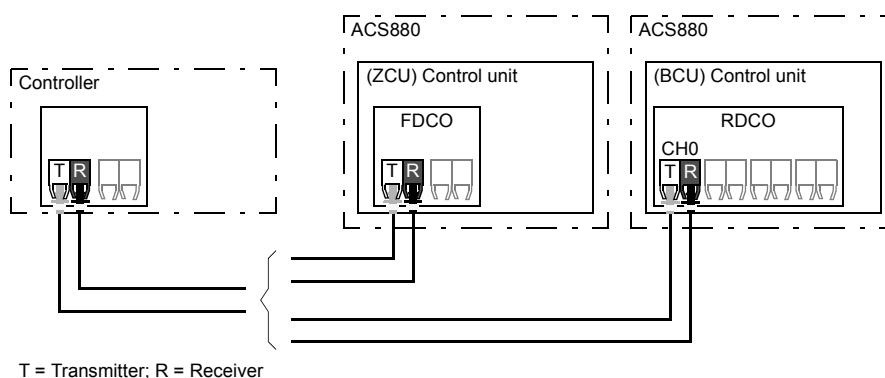 ACS880
ACS880
Controller
(ZCU) Control unit
(BCU) Control unit
FDCO
RDCO
CH0
T R
T R
T R
T = Transmitter; R = Receiver